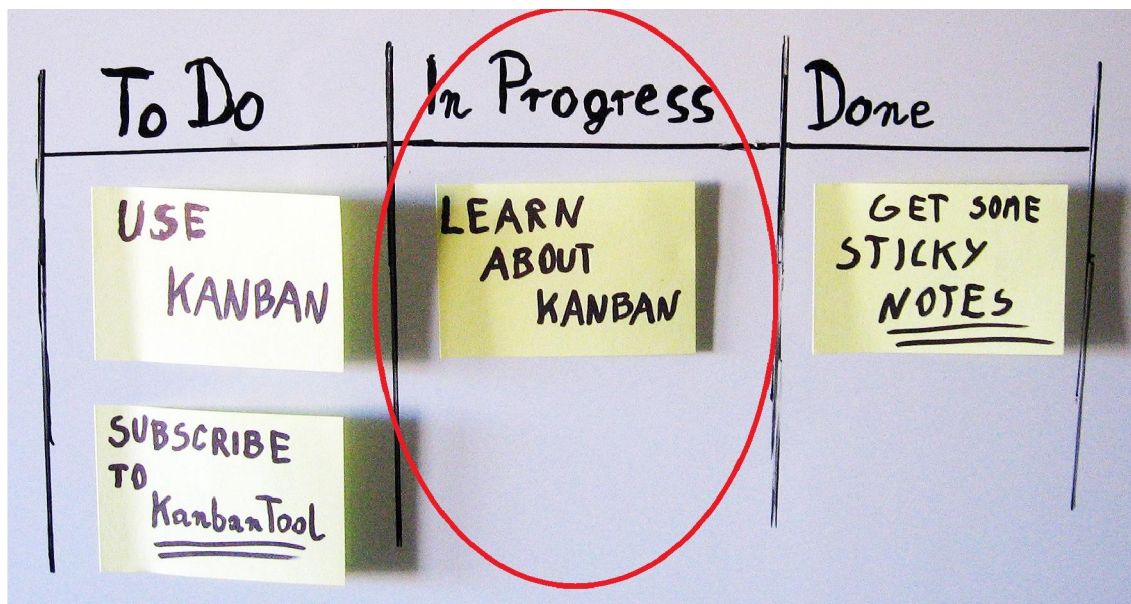 To Do
In Progress
Done
USE
KANBAN
SUBSCRIBE
TO
KanbanTool
LEARN
ABOUT
KANBAN
GET SOME
STICKY
NOTES